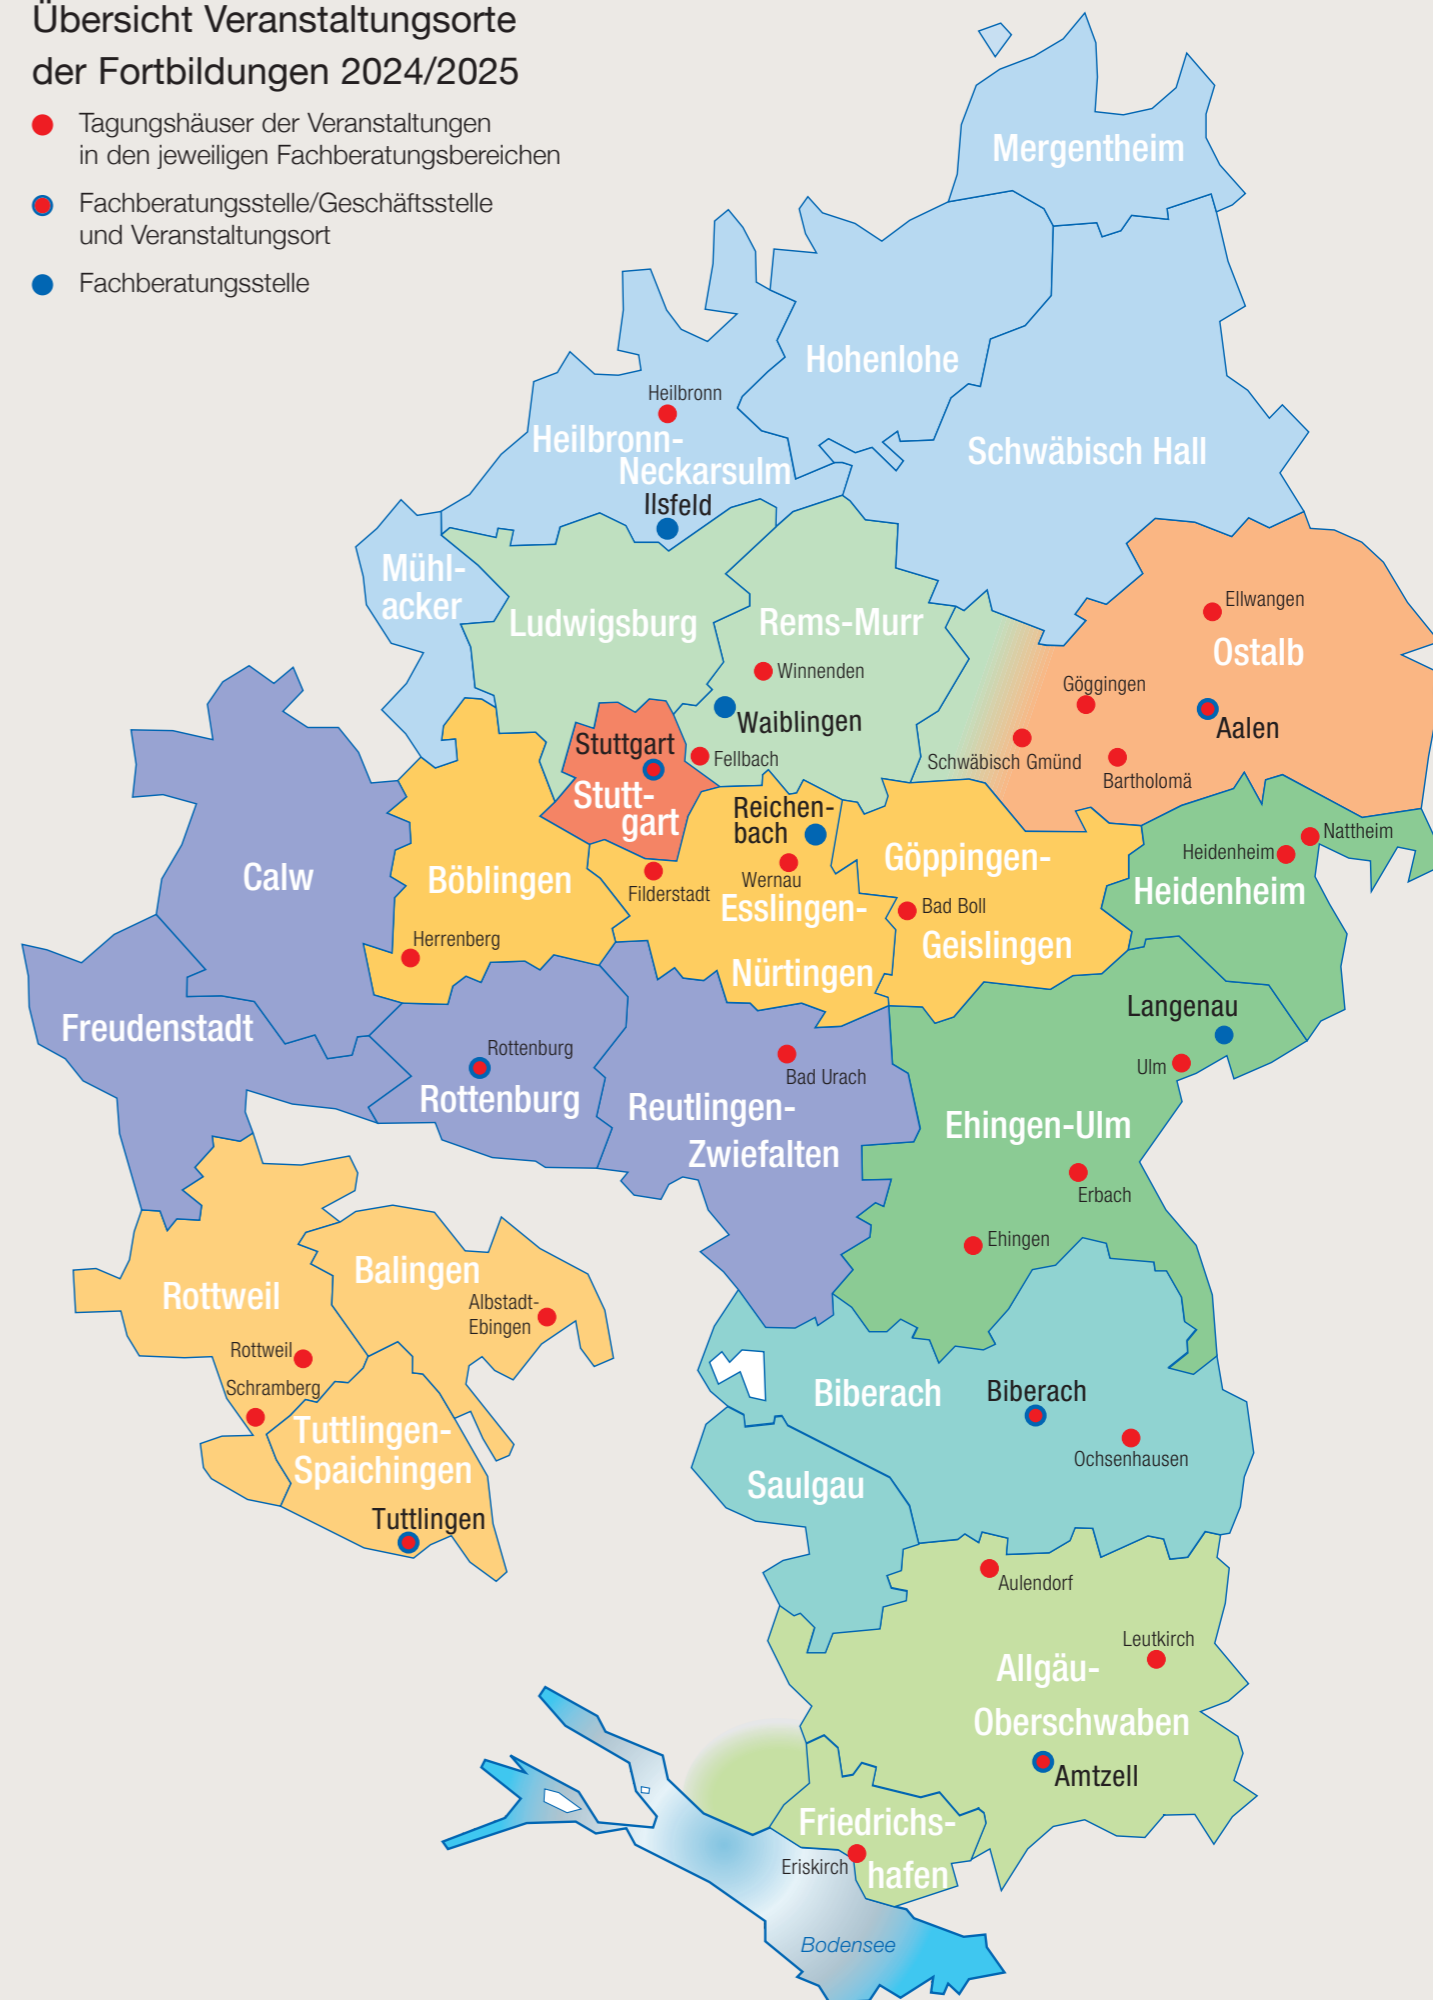 Übersicht Veranstaltungsorte
der Fortbildungen 2024/2025
Tagungshäuser der Veranstaltungen
in den jeweiligen Fachberatungsbereichen
Fachberatungsstelle/Geschäftsstelle
und Veranstaltungsort
Fachberatungsstelle
Mergentheim
Hohenlohe
Heilbronn
Heilbronn-
Neckarsulm
Schwäbisch Hall
Ilsfeld
Mühl-
acker
Ludwigsburg
Rems-Murr
Ellwangen
Ostalb
Winnenden
Göggingen
Waiblingen
Aalen
Stuttgart
Fellbach
Schwäbisch Gmünd
Bartholomä
Stutt-
gart
Reichen-
bach
Nattheim
Heidenheim
Göppingen-
Calw
Böblingen
Filderstadt
Wernau
Heidenheim
Esslingen-
Bad Boll
Herrenberg
Geislingen
Nürtingen
Langenau
Freudenstadt
Rottenburg
Ulm
Bad Urach
Rottenburg
Reutlingen-
Ehingen-Ulm
Zwiefalten
Erbach
Ehingen
Balingen
Rottweil
Albstadt-
Ebingen
Rottweil
Schramberg
Biberach
Biberach
Tuttlingen-
Spaichingen
Ochsenhausen
Saulgau
Tuttlingen
Aulendorf
Leutkirch
Allgäu-
Oberschwaben
Amtzell
Friedrichs-
hafen
Eriskirch
Bodensee